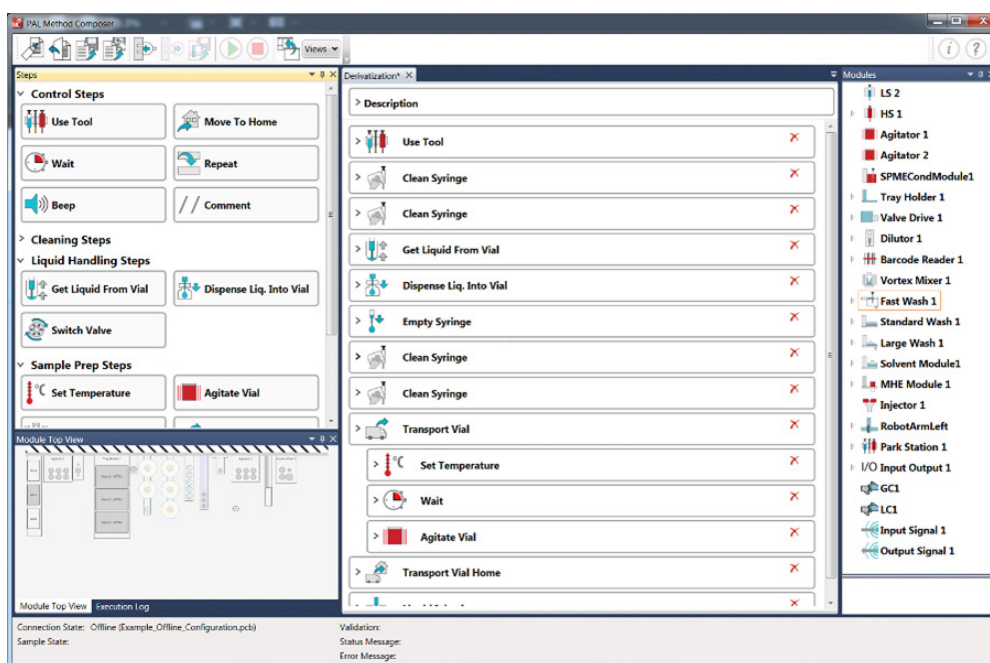 PAL Method Composer
Views
Steps
Control Steps
Use Tool
Move To Home
Wait
Repeat
Beep
// Comment
Cleaning Steps
Liquid Handling Steps
Get Liquid From Vial
Dispense Liq. Into Vial
Switch Valve
Sample Prep Steps
°C Set Temperature
Agitate Vial
Module Top View
Module Top View
Execution Log
Derivatization*
Description
Use Tool
Clean Syringe
Clean Syringe
Get Liquid From Vial
Dispense Liq. Into Vial
Empty Syringe
Clean Syringe
Clean Syringe
Transport Vial
°C Set Temperature
Wait
Agitate Vial
Transport Vial Home
Modules
LS 2
HS 1
Agitator 1
Agitator 2
SPMECondModule1
Tray Holder 1
Valve Drive 1
Dilutor 1
Barcode Reader 1
Vortex Mixer 1
Fast Wash 1
Standard Wash 1
Large Wash 1
Solvent Module1
MHE Module 1
Injector 1
RobotArmLeft
Park Station 1
I/O Input Output 1
GC1
LC1
Input Signal 1
Output Signal 1
Connection State: Offline (Example_Offline_Configuration.pcb)
Sample State:
Validation:
Status Message:
Error Message: